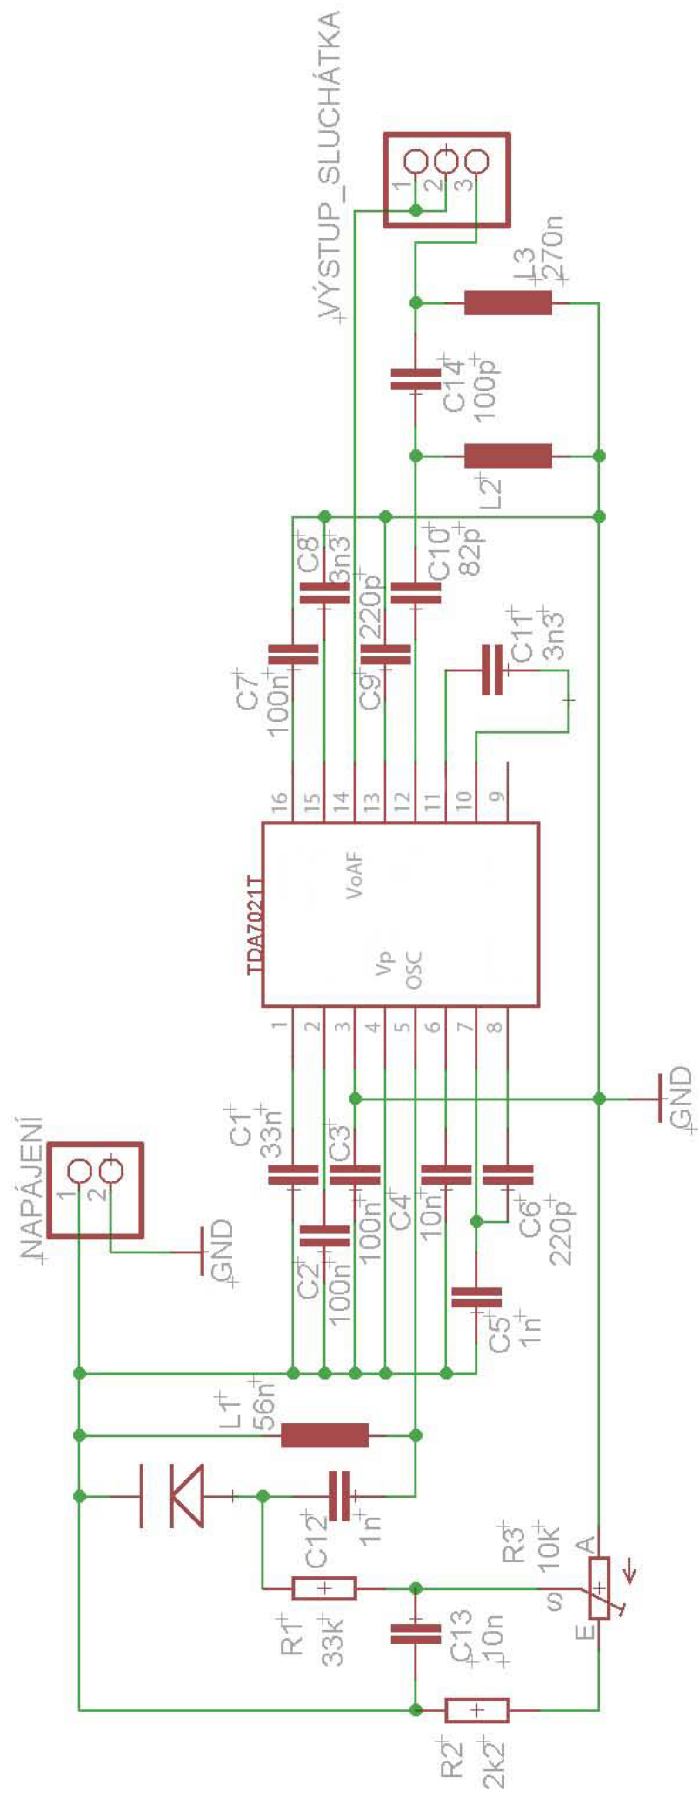 VÝSTUP_SLUCHÁTKA
1
2
3
L3
270n
C14
100p
L2
C8
3n3
C10
82p
220p
C9
C7
100n
C11
3n3
16
15
14
13
12
11
10
9
TDA7021T
VoAF
Vp
OSC
1
2
3
4
5
6
7
8
NAPÁJENÍ
1
2
GND
GND
C1
33n
C3
100n
C4
10n
C6
220p
C2
100n
C5
1n
L1
56n
C12
1n
R3
10k
A
S
E
R1
33k
C13
10n
R2
2k2